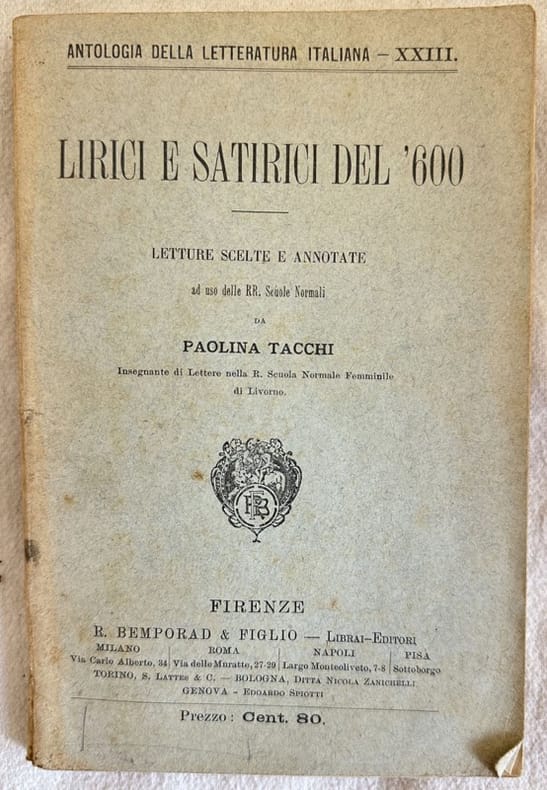 ANTOLOGIA DELLA LETTERATURA ITALIANA — XXIII.
LIRICI E SATIRICI DEL '600
LETTURE SCELTE E ANNOTATE
ad uso delle RR. Scuole Normali
DA
PAOLINA TACCHI
Insegnante di Lettere nella R. Scuola Normale Femminile
di Livorno.
FIRENZE
R. BEMPORAD & FIGLIO — LIBRAI-EDITORI
MILANO | ROMA | NAPOLI | PISA
Via Carlo Alberto, 34 | Via delle Muratte, 27-29 | Largo Monteoliveto, 7-8 | Sottoborgo
TORINO, S. LATTES & C. — BOLOGNA, DITTA NICOLA ZANICHELLI
GENOVA - EDOARDO SPIOTTI
Prezzo: Cent. 80.